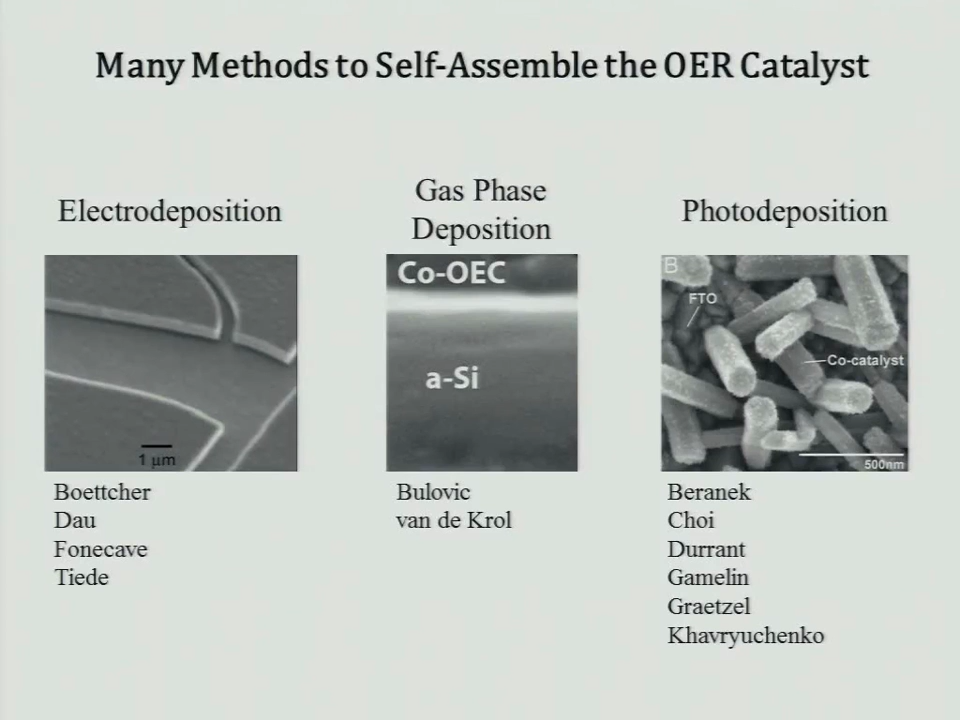 Many Methods to Self-Assemble the OER Catalyst
Electrodeposition
1 μm
Boettcher
Dau
Fonecave
Tiede
Gas Phase
Deposition
Co-OEC
a-Si
Bulovic
van de Krol
Photodeposition
B
FTO
Co-catalyst
500nm
Beranek
Choi
Durrant
Gamelin
Graetzel
Khavryuchenko